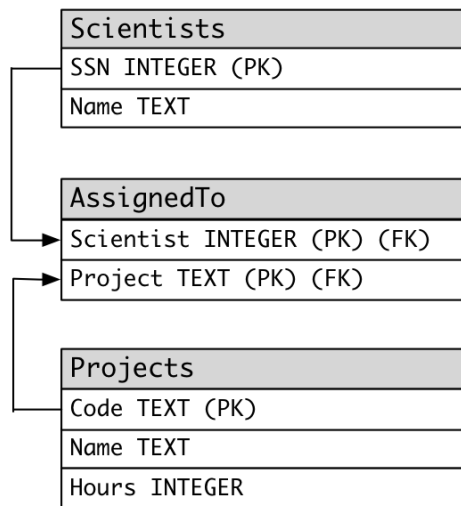 Scientists
SSN INTEGER (PK)
Name TEXT
AssignedTo
Scientist INTEGER (PK) (FK)
Project TEXT (PK) (FK)
Projects
Code TEXT (PK)
Name TEXT
Hours INTEGER